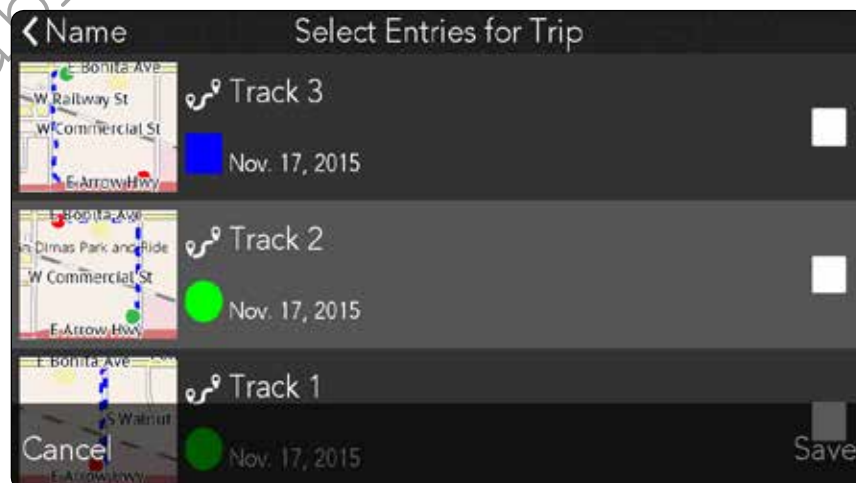 Name
Select Entries for Trip
E Bonita Ave
W Railway St
W Commercial St
E Arrow Hwy
Track 3
Nov. 17, 2015
E Bonita Ave
n Dimas Park and Ride
W Commercial St
E Arrow Hwy
Track 2
Nov. 17, 2015
E Bonita Ave
S Walnut
E Arrow Hwy
Track 1
Nov. 17, 2015
Cancel
Save